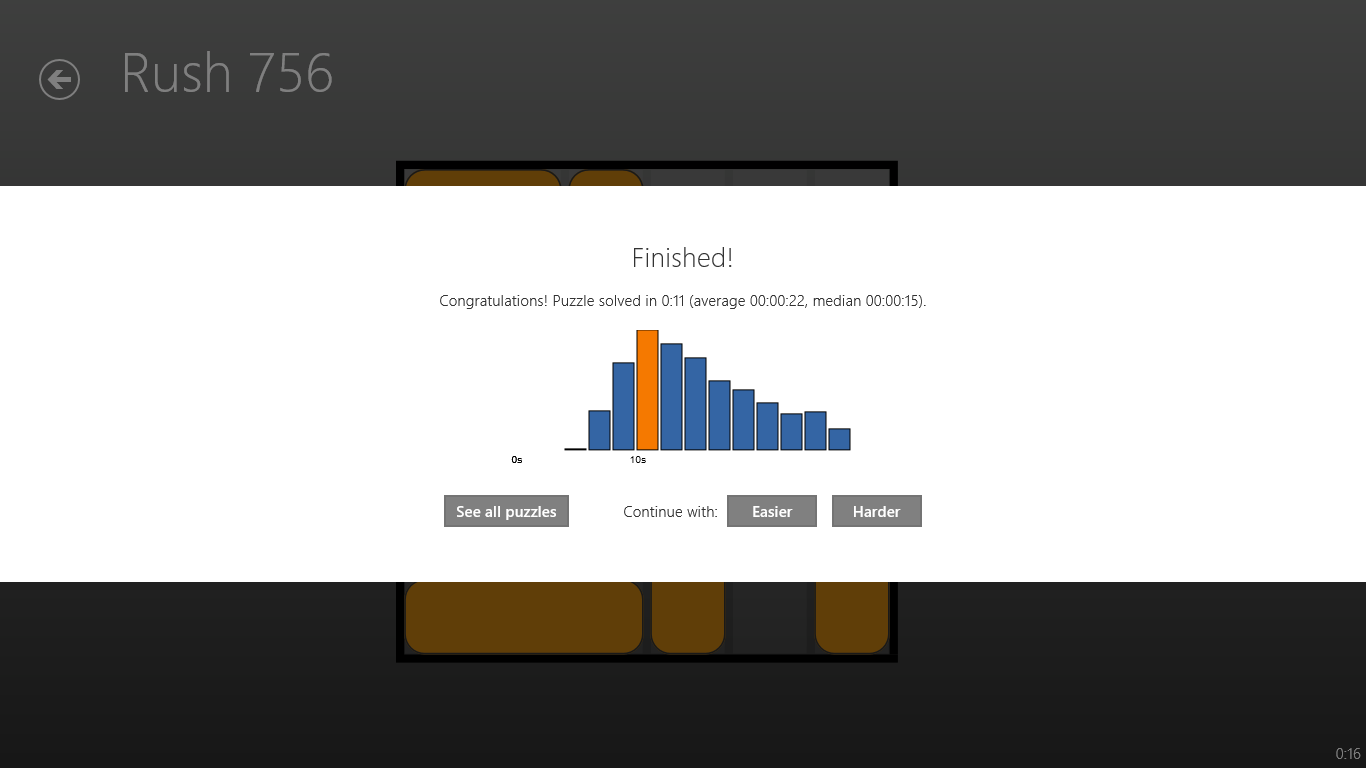 Rush 756
Finished!
Congratulations! Puzzle solved in 0:11 (average 00:00:22, median 00:00:15).
0s 10s
See all puzzles Continue with: Easier Harder
0:16